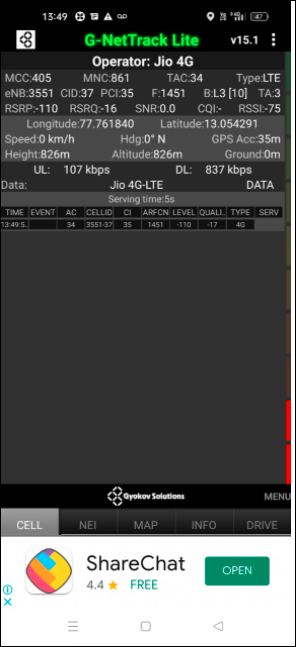 13:49 47
G-NetTrack Lite v15.1
Operator: Jio 4G
MCC:405 MNC:861 TAC:34 Type:LTE
eNB:3551 CID:37 PCI:35 F:1451 B:L3 [10] TA:3
RSRP:-110 RSRQ:-16 SNR:0.0 CQI:- RSSI:-75
Longitude:77.761840 Latitude:13.054291
Speed:0 km/h Hdg:0° N GPS Acc:35m
Height:826m Altitude:826m Ground:0m
UL: 107 kbps DL: 837 kbps
Data: Jio 4G-LTE DATA
Serving time:5s
TIME EVENT AC CELLID CI ARFCN LEVEL QUALI.. TYPE SERV
13:49:5.. 34 3551-37 35 1451 -110 -17 4G
Gyokov Solutions MENU
CELL NEI MAP INFO DRIVE
ShareChat
4.4 ★ FREE
OPEN